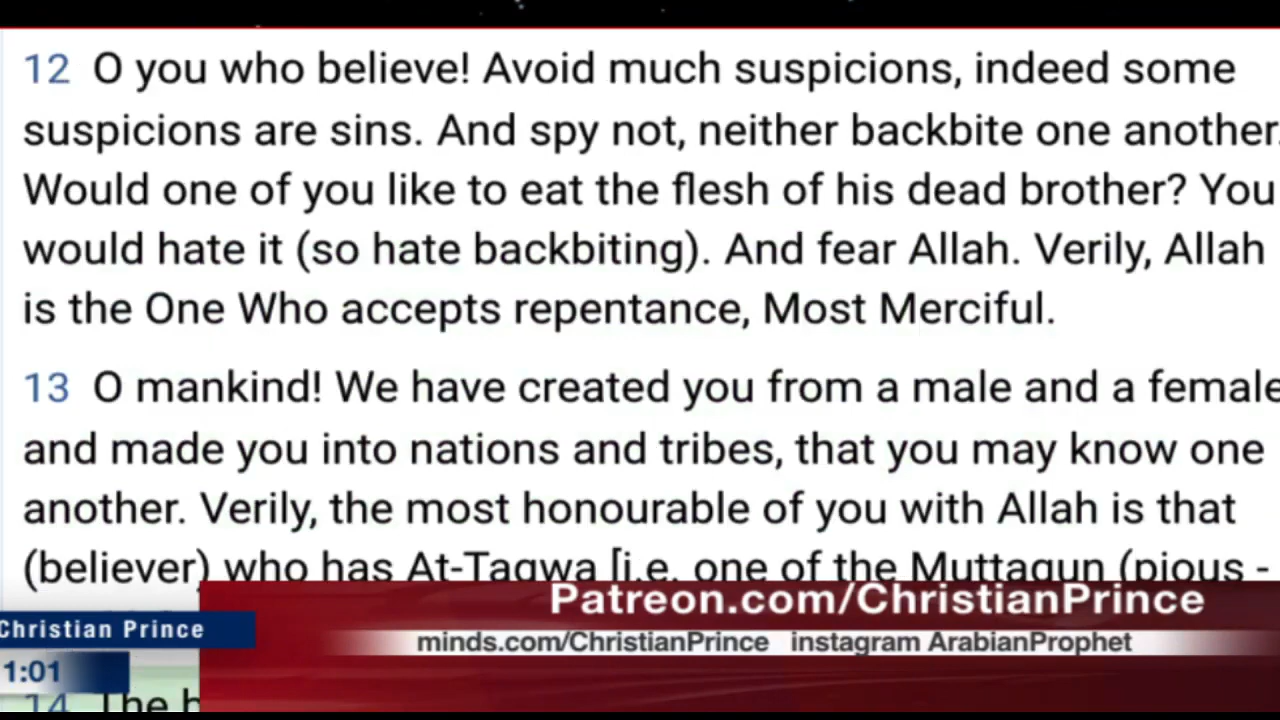 12 O you who believe! Avoid much suspicions, indeed some
suspicions are sins. And spy not, neither backbite one another.
Would one of you like to eat the flesh of his dead brother? You
would hate it (so hate backbiting). And fear Allah. Verily, Allah
is the One Who accepts repentance, Most Merciful.
13 O mankind! We have created you from a male and a female
and made you into nations and tribes, that you may know one
another. Verily, the most honourable of you with Allah is that
(believer) who has At-Taqwa [i.e. one of the Muttaqun (pious -
Patreon.com/ChristianPrince
Christian Prince
minds.com/ChristianPrince instagram ArabianProphet
1:01
14 The